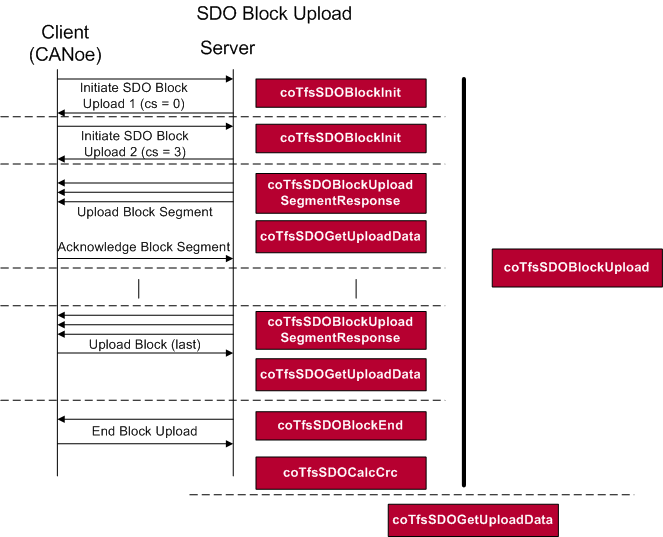 SDO Block Upload
Client
(CANoe)
Server
Initiate SDO Block
Upload 1 (cs = 0)
coTfsSDOBlockInit
Initiate SDO Block
Upload 2 (cs = 3)
coTfsSDOBlockInit
coTfsSDOBlockUpload
SegmentResponse
Upload Block Segment
coTfsSDOGetUploadData
Acknowledge Block Segment
coTfsSDOBlockUpload
coTfsSDOBlockUpload
SegmentResponse
Upload Block (last)
coTfsSDOGetUploadData
coTfsSDOBlockEnd
End Block Upload
coTfsSDOCalcCrc
coTfsSDOGetUploadData